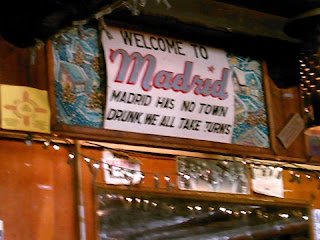 WELCOME TO
Madrid
MADRID HAS NO TOWN
DRUNK, WE ALL TAKE TURNS